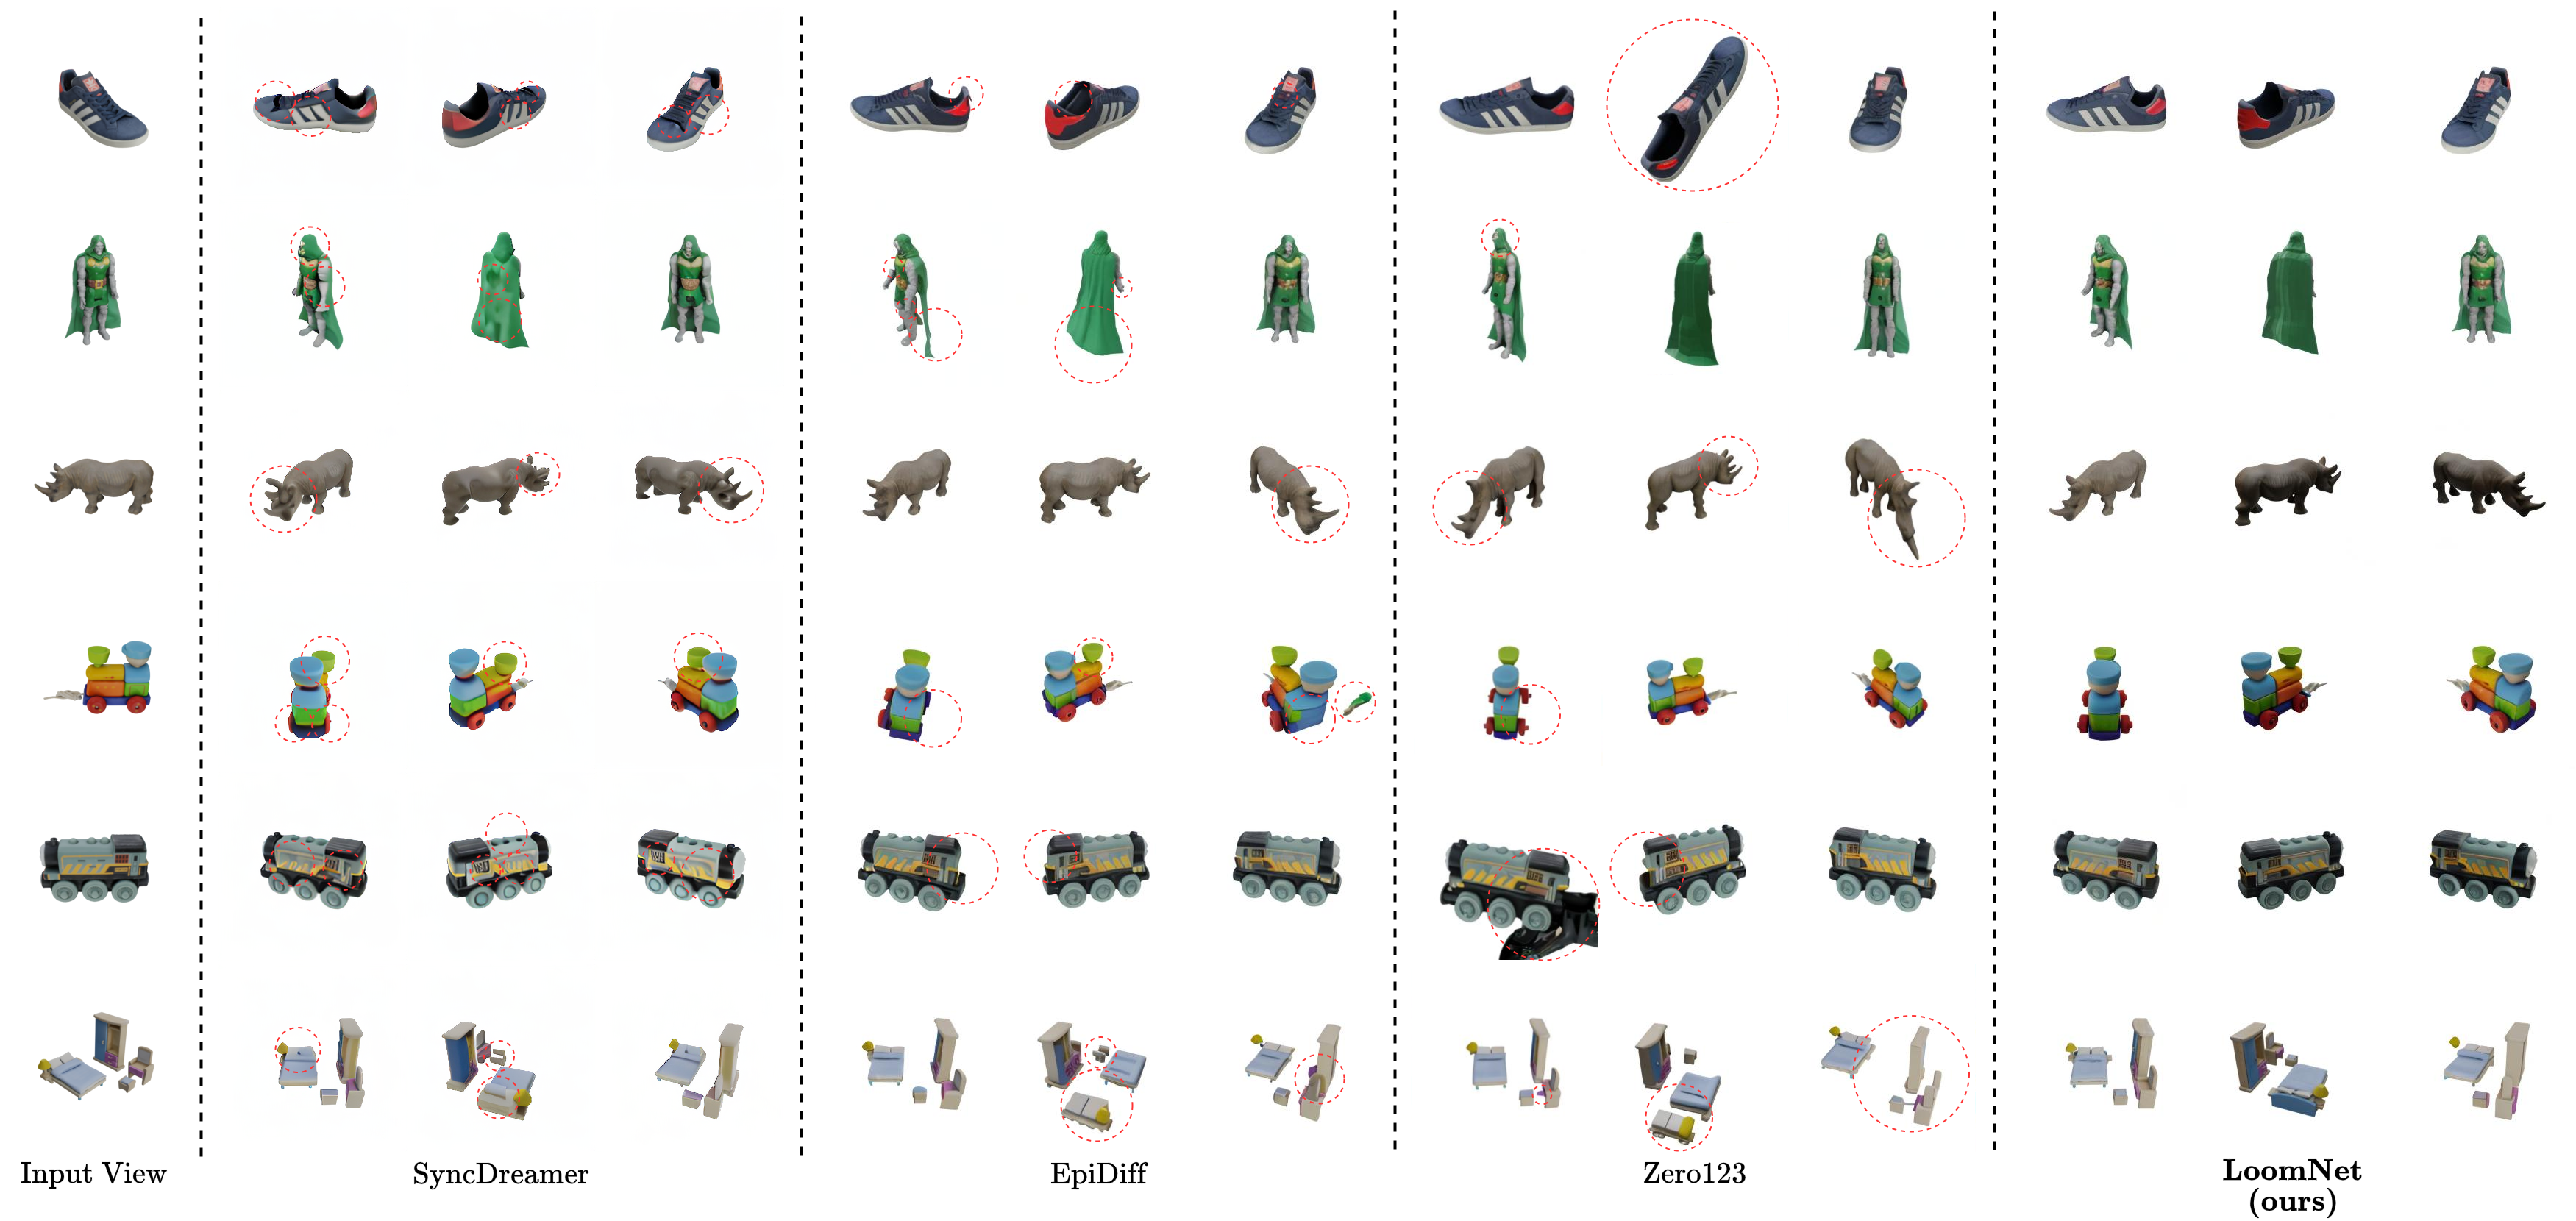 Input View
SyncDreamer
EpiDiff
Zero123
LoomNet
(ours)